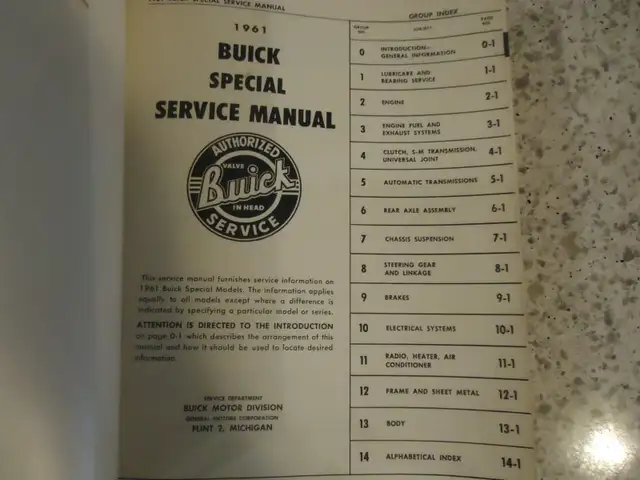 SPECIAL SERVICE MANUAL
1961
BUICK
SPECIAL
SERVICE MANUAL
AUTHORIZED
VALVE
Buick
IN HEAD
SERVICE
This service manual furnishes service information on
1961 Buick Special Models. The information applies
equally to all models except where a difference is
indicated by specifying a particular model or series.
ATTENTION IS DIRECTED TO THE INTRODUCTION
on page 0-1 which describes the arrangement of this
manual and how it should be used to locate desired
information.
SERVICE DEPARTMENT
BUICK MOTOR DIVISION
GENERAL MOTORS CORPORATION
FLINT 2, MICHIGAN
GROUP INDEX
GROUP NO. SUBJECT PAGE NO.
0 INTRODUCTION- GENERAL INFORMATION 0-1
1 LUBRICARE AND BEARING SERVICE 1-1
2 ENGINE 2-1
3 ENGINE FUEL AND EXHAUST SYSTEMS 3-1
4 CLUTCH, S-M TRANSMISSION, UNIVERSAL JOINT 4-1
5 AUTOMATIC TRANSMISSIONS 5-1
6 REAR AXLE ASSEMBLY 6-1
7 CHASSIS SUSPENSION 7-1
8 STEERING GEAR AND LINKAGE 8-1
9 BRAKES 9-1
10 ELECTRICAL SYSTEMS 10-1
11 RADIO, HEATER, AIR CONDITIONER 11-1
12 FRAME AND SHEET METAL 12-1
13 BODY 13-1
14 ALPHABETICAL INDEX 14-1